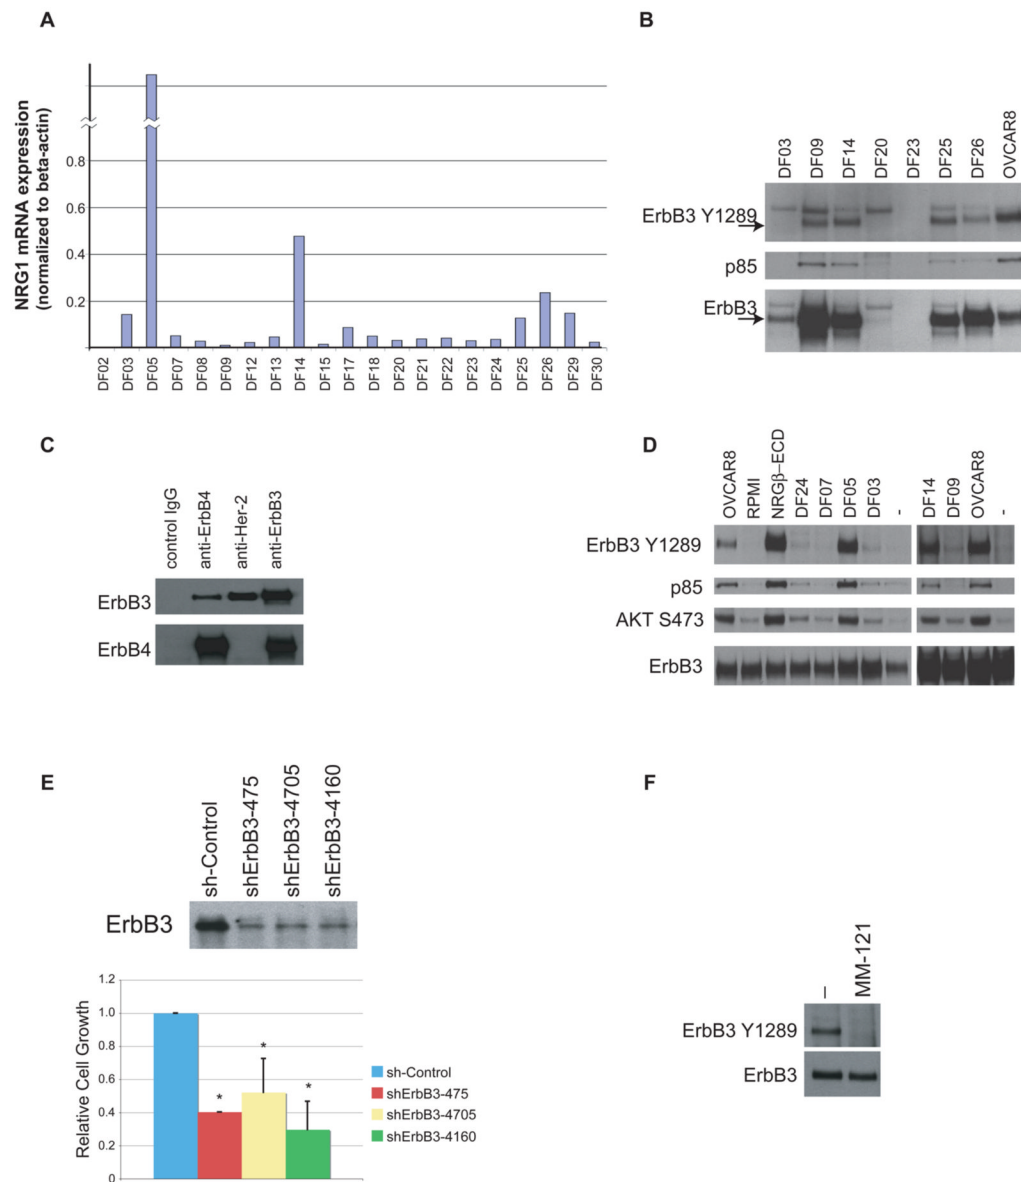 A
NRG1 mRNA expression
(normalized to beta-actin)
0.8
0.6
0.4
0.2
DF02
DF03
DF05
DF07
DF08
DF09
DF12
DF13
DF14
DF15
DF17
DF18
DF20
DF21
DF22
DF23
DF24
DF25
DF26
DF29
DF30
B
DF03
DF09
DF14
DF20
DF23
DF25
DF26
OVCAR8
ErbB3 Y1289
p85
ErbB3
C
control IgG
anti-ErbB4
anti-Her-2
anti-ErbB3
ErbB3
ErbB4
D
OVCAR8
RPMI
NRGβ–ECD
DF24
DF07
DF05
DF03
-
DF14
DF09
OVCAR8
-
ErbB3 Y1289
p85
AKT S473
ErbB3
E
sh-Control
shErbB3-475
shErbB3-4705
shErbB3-4160
ErbB3
Relative Cell Growth
1.2
1.0
0.8
0.6
0.4
0.2
0
*
*
*
sh-Control
shErbB3-475
shErbB3-4705
shErbB3-4160
F
–
MM-121
ErbB3 Y1289
ErbB3